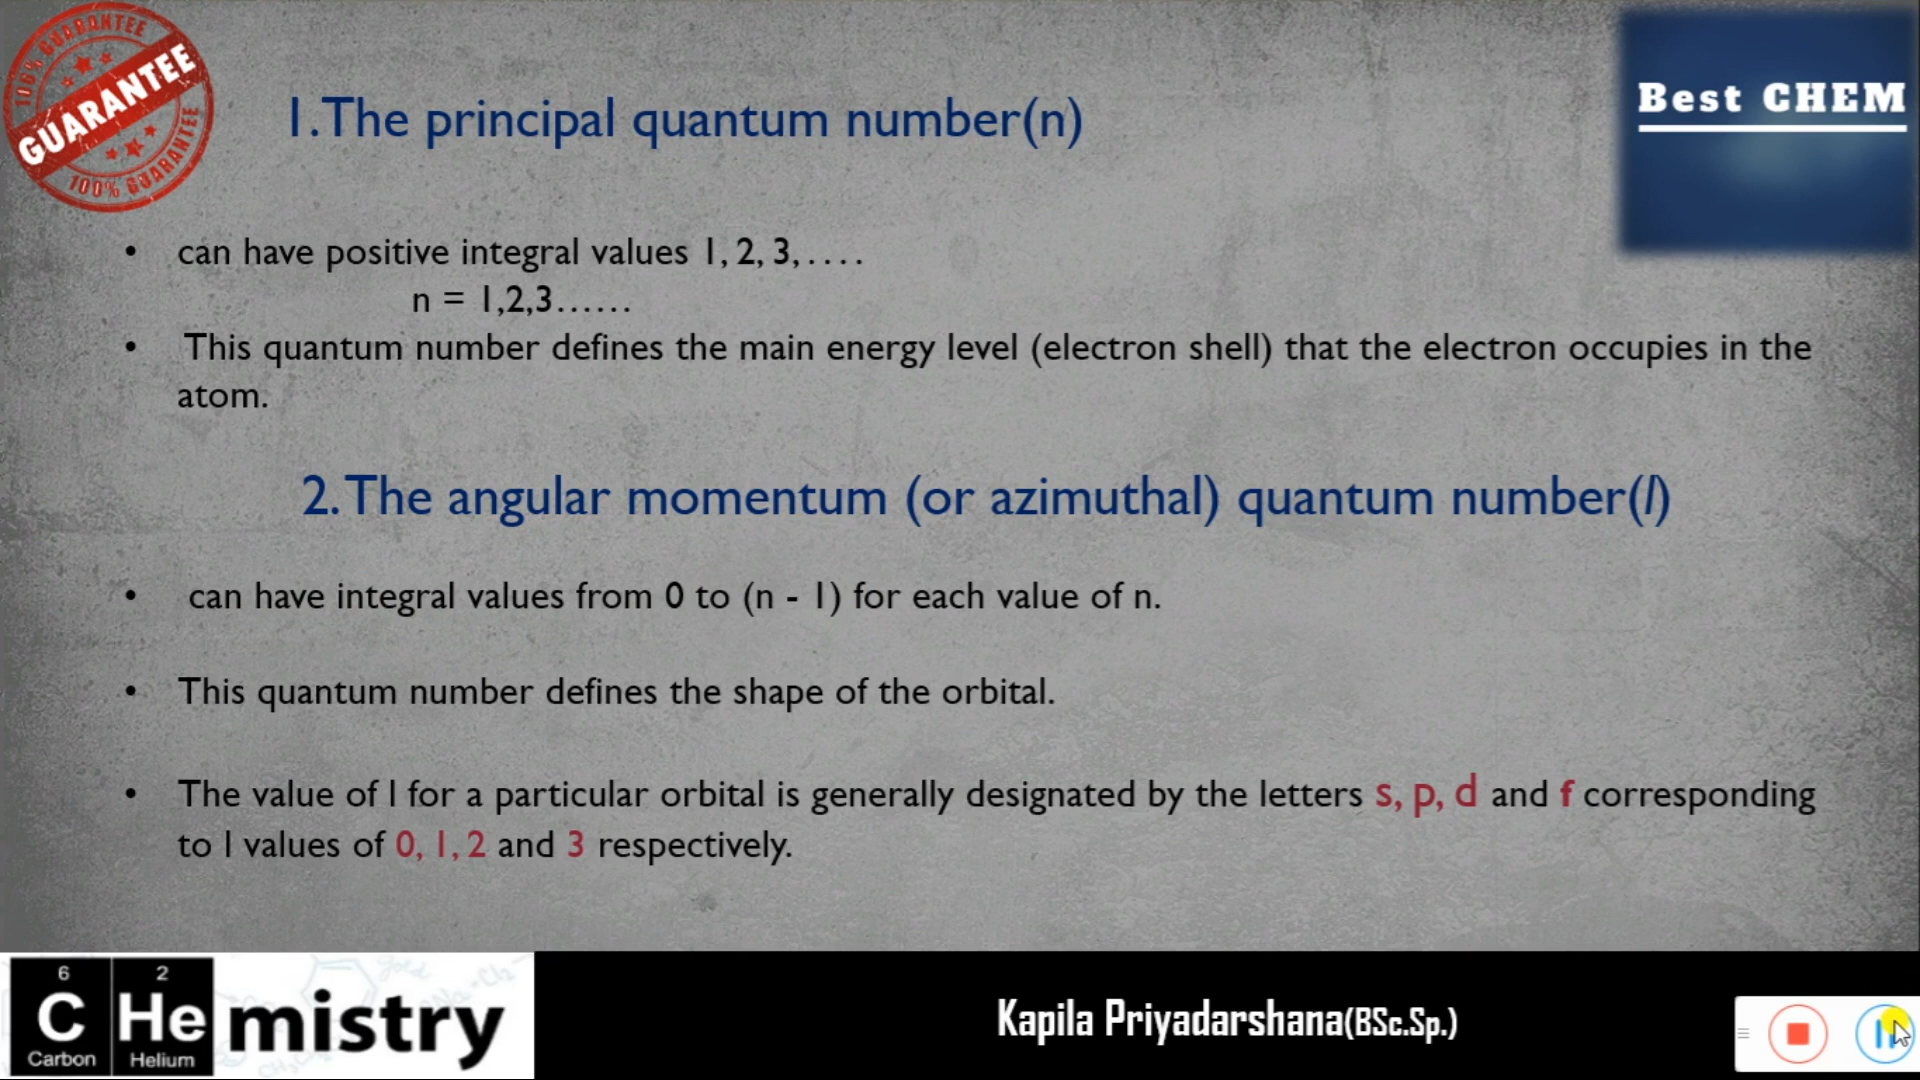 100% GUARANTEE
GUARANTEE
100% GUARANTEE
Best CHEM
1.The principal quantum number(n)
• can have positive integral values 1, 2, 3,....
n = 1,2,3......
• This quantum number defines the main energy level (electron shell) that the electron occupies in the
atom.
2.The angular momentum (or azimuthal) quantum number(l)
• can have integral values from 0 to (n - 1) for each value of n.
• This quantum number defines the shape of the orbital.
• The value of l for a particular orbital is generally designated by the letters s, p, d and f corresponding
to l values of 0, 1, 2 and 3 respectively.
6 2
C He mistry
Carbon Helium
Kapila Priyadarshana(BSc.Sp.)